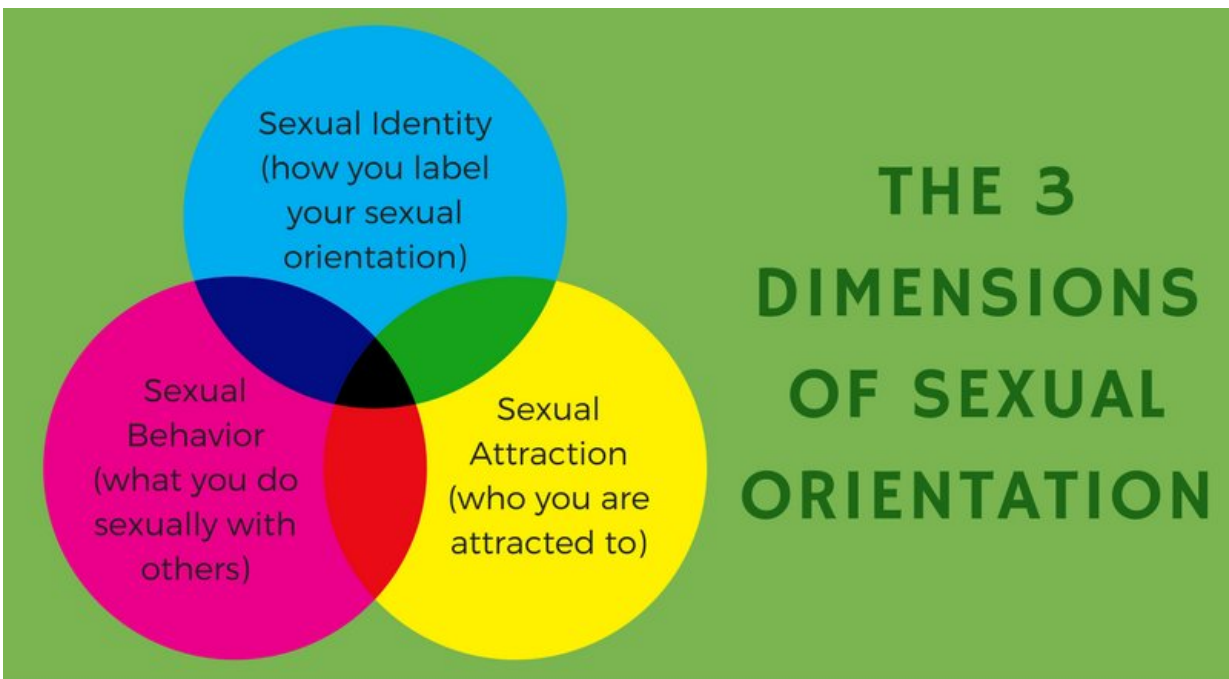 Sexual Identity
(how you label
your sexual
orientation)
Sexual
Behavior
(what you do
sexually with
others)
Sexual
Attraction
(who you are
attracted to)
THE 3
DIMENSIONS
OF SEXUAL
ORIENTATION